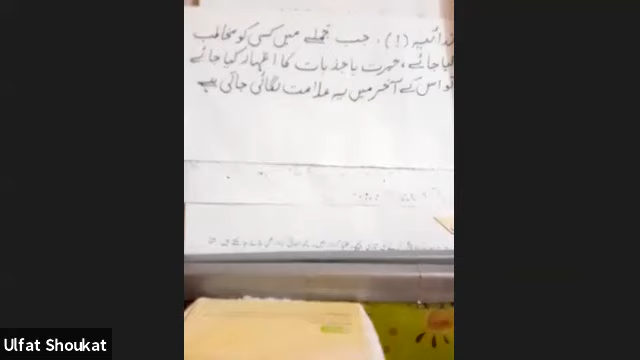 ندائیہ (!) . جب جملے میں کسی کو مخاطب
کیا جائے ، حیرت یا جذبات کا اظہار کیا جائے
تو اس کے آخر میں یہ علامت لگائی جاتی ہے
Ulfat Shoukat